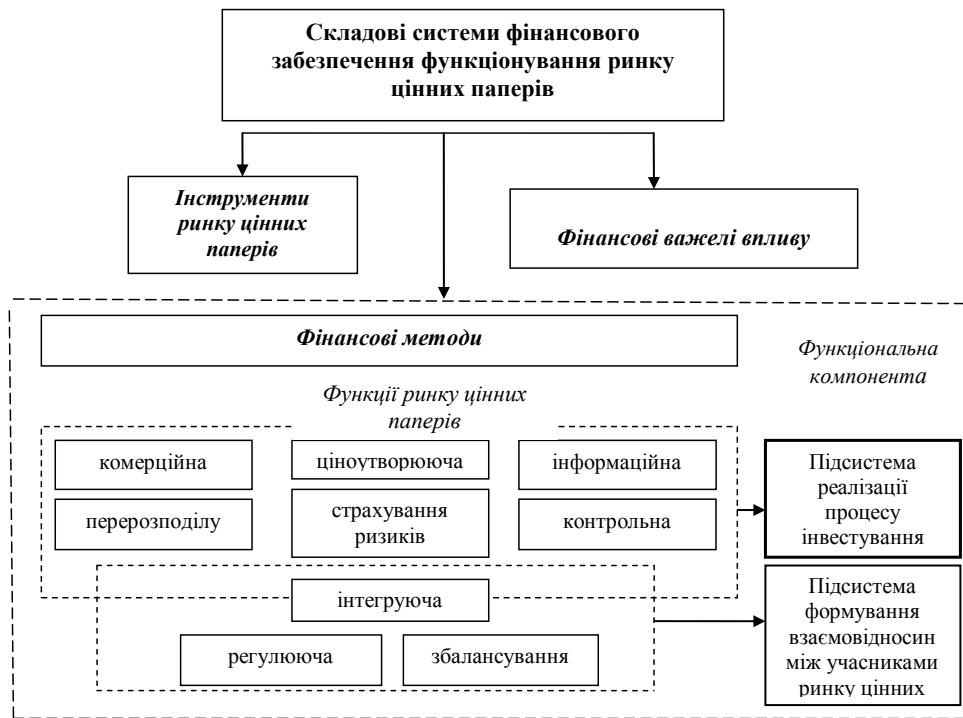 Складові системи фінансового
забезпечення функціонування ринку
цінних паперів
Інструменти
ринку цінних
паперів
Фінансові важелі впливу
Фінансові методи
Функціональна
компонента
Функції ринку цінних
паперів
комерційна
ціноутворююча
інформаційна
перерозподілу
страхування
ризиків
контрольна
Підсистема
реалізації
процесу
інвестування
інтегруюча
регулююча
збалансування
Підсистема
формування
взаємовідносин
між учасниками
ринку цінних